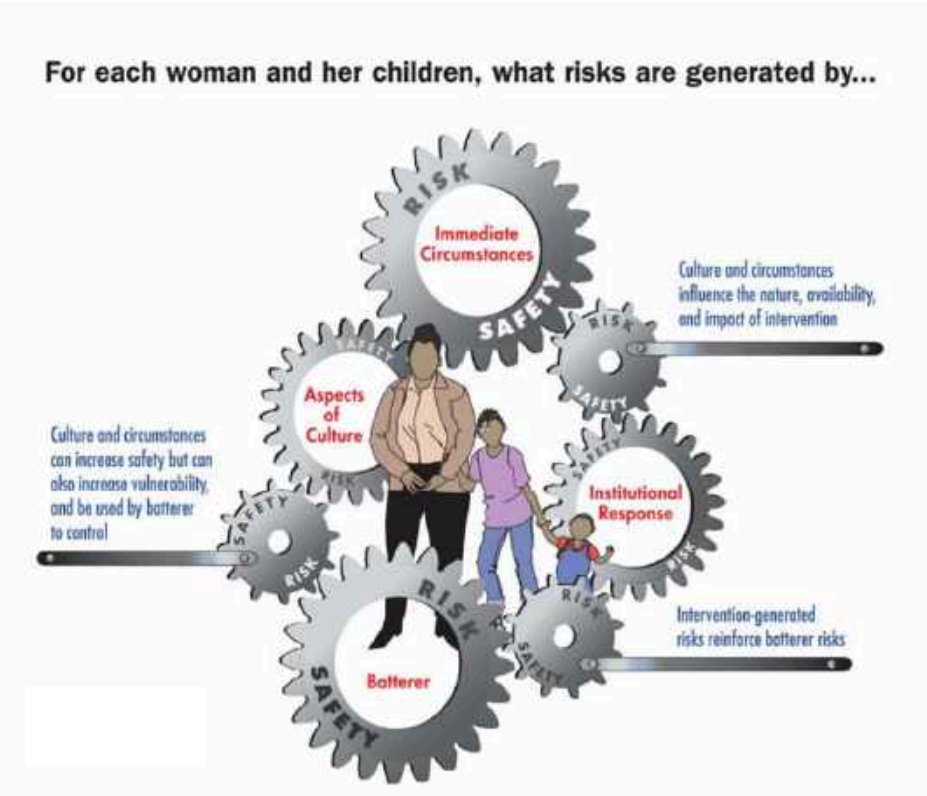 For each woman and her children, what risks are generated by...
RISK
Immediate
Circumstances
SAFETY
Culture and circumstances
influence the nature, availability,
and impact of intervention
RISK
SAFETY
SAFETY
Aspects
of
Culture
RISK
Culture and circumstances
can increase safety but can
also increase vulnerability,
and be used by batterer
to control
SAFETY
RISK
SAFETY
Institutional
Response
RISK
RISK
SAFETY
Batterer
RISK
SAFETY
Intervention-generated
risks reinforce batterer risks